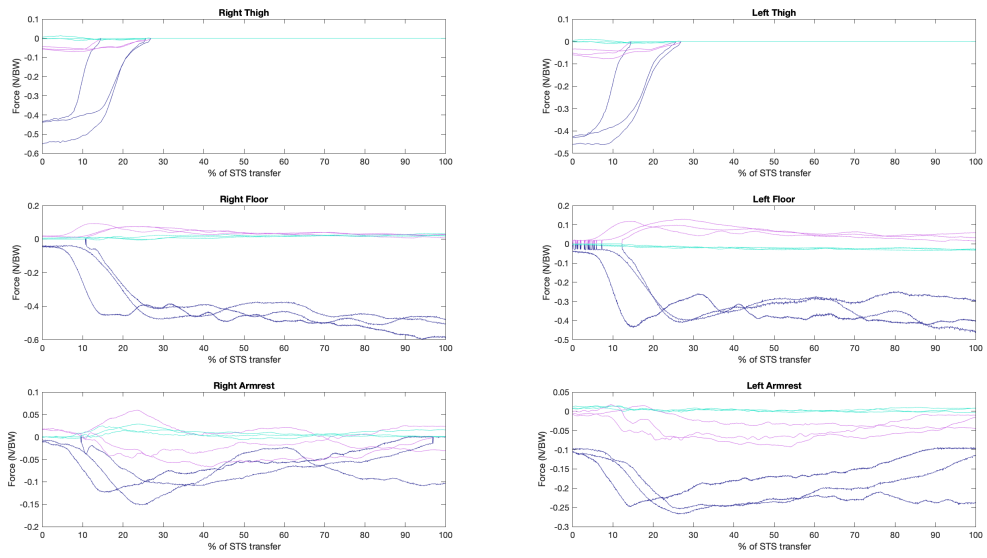 Right Thigh
Force (N/BW)
0.1
0
-0.1
-0.2
-0.3
-0.4
-0.5
-0.6
0 10 20 30 40 50 60 70 80 90 100
% of STS transfer
Left Thigh
Force (N/BW)
0.1
0
-0.1
-0.2
-0.3
-0.4
-0.5
0 10 20 30 40 50 60 70 80 90 100
% of STS transfer
Right Floor
Force (N/BW)
0.2
0
-0.2
-0.4
-0.6
0 10 20 30 40 50 60 70 80 90 100
% of STS transfer
Left Floor
Force (N/BW)
0.2
0.1
0
-0.1
-0.2
-0.3
-0.4
-0.5
0 10 20 30 40 50 60 70 80 90 100
% of STS transfer
Right Armrest
Force (N/BW)
0.1
0.05
0
-0.05
-0.1
-0.15
-0.2
0 10 20 30 40 50 60 70 80 90 100
% of STS transfer
Left Armrest
Force (N/BW)
0.05
0
-0.05
-0.1
-0.15
-0.2
-0.25
-0.3
0 10 20 30 40 50 60 70 80 90 100
% of STS transfer